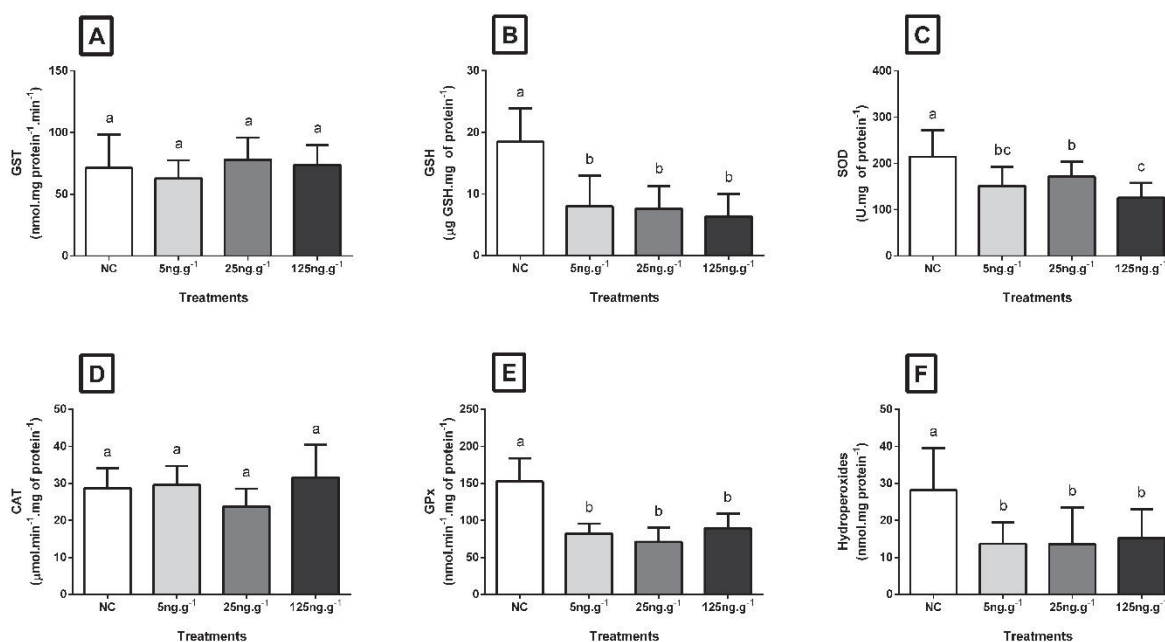 A
GST
(nmol.mg protein⁻¹.min⁻¹)
150
100
50
0
a
a
a
a
NC
5ng.g⁻¹
25ng.g⁻¹
125ng.g⁻¹
Treatments
B
GSH
(µg GSH.mg of protein⁻¹)
30
20
10
0
a
b
b
b
NC
5ng.g⁻¹
25ng.g⁻¹
125ng.g⁻¹
Treatments
C
SOD
(U.mg of protein⁻¹)
400
300
200
100
0
a
bc
b
c
NC
5ng.g⁻¹
25ng.g⁻¹
125ng.g⁻¹
Treatments
D
CAT
(µmol.min⁻¹.mg of protein⁻¹)
50
40
30
20
10
0
a
a
a
a
NC
5ng.g⁻¹
25ng.g⁻¹
125ng.g⁻¹
Treatments
E
GPx
(nmol.min⁻¹.mg of protein⁻¹)
250
200
150
100
50
0
a
b
b
b
NC
5ng.g⁻¹
25ng.g⁻¹
125ng.g⁻¹
Treatments
F
Hydroperoxides
(nmol.mg protein⁻¹)
50
40
30
20
10
0
a
b
b
b
NC
5ng.g⁻¹
25ng.g⁻¹
125ng.g⁻¹
Treatments